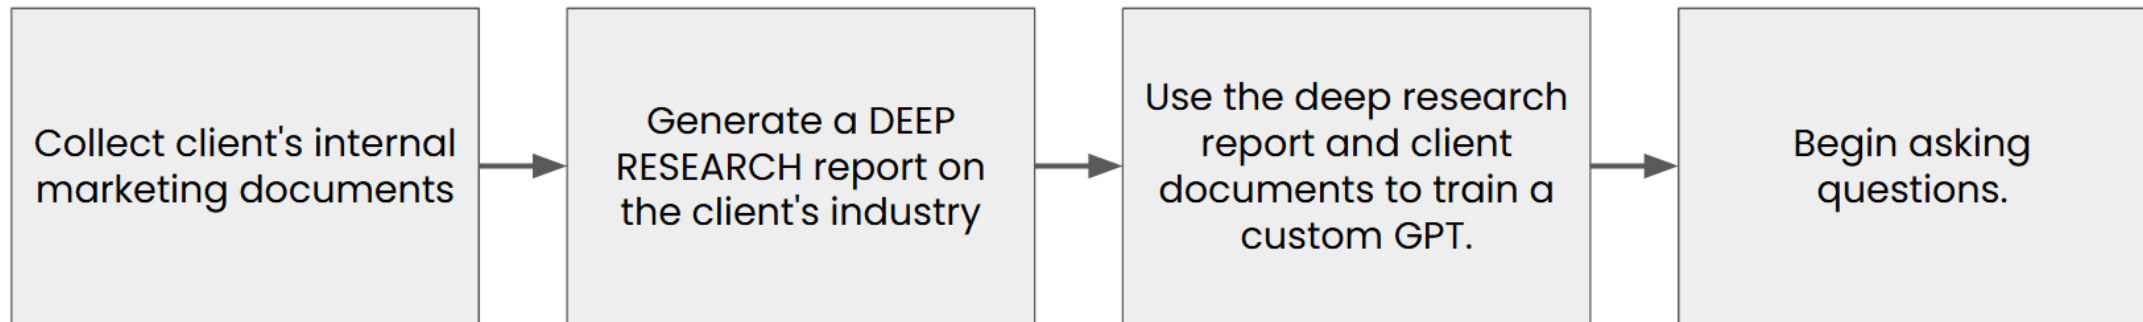 Collect client's internal
marketing documents
Generate a DEEP
RESEARCH report on
the client's industry
Use the deep research
report and client
documents to train a
custom GPT.
Begin asking
questions.